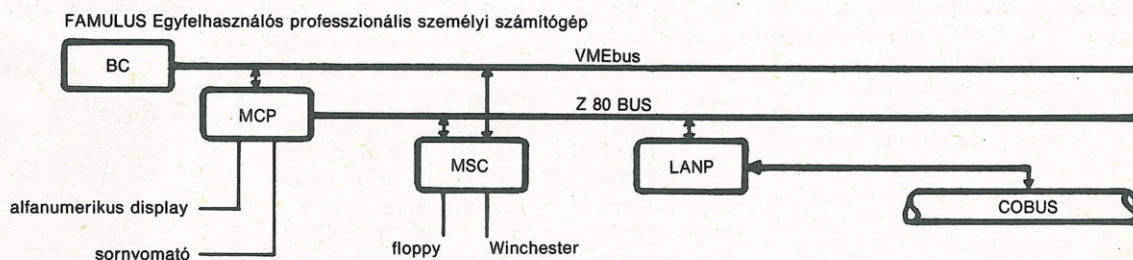 FAMULUS Egyfelhasználós professzionális személyi számítógép
BC
VMEbus
MCP
Z 80 BUS
MSC
LANP
alfanumerikus display
COBUS
sornyomató
floppy
Winchester